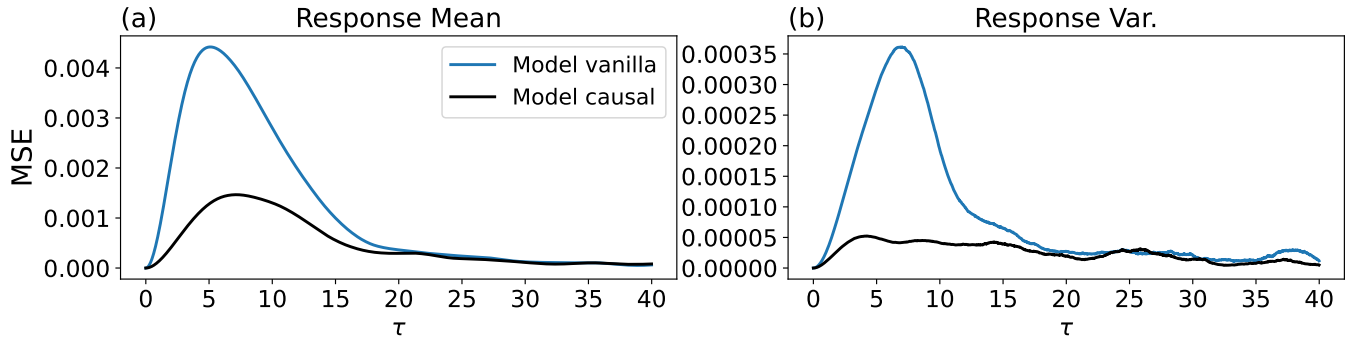 (a) Response Mean
MSE
0.004
0.003
0.002
0.001
0.000
Model vanilla
Model causal
0 5 10 15 20 25 30 35 40
τ
(b) Response Var.
0.00035
0.00030
0.00025
0.00020
0.00015
0.00010
0.00005
0.00000
0 5 10 15 20 25 30 35 40
τ